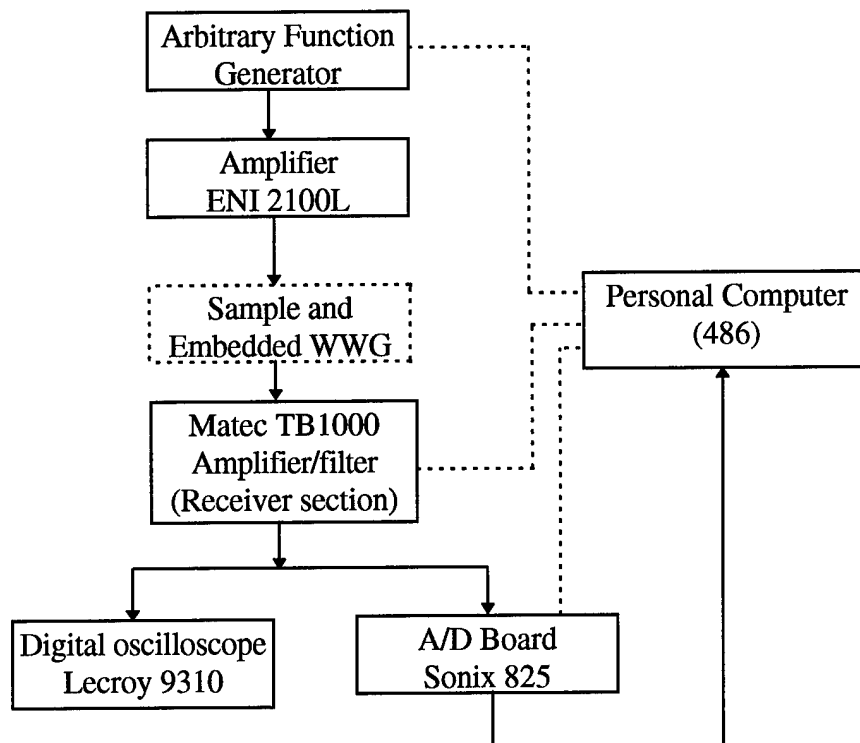 Arbitrary Function
Generator
Amplifier
ENI 2100L
Sample and
Embedded WWG
Personal Computer
(486)
Matec TB1000
Amplifier/filter
(Receiver section)
Digital oscilloscope
Lecroy 9310
A/D Board
Sonix 825